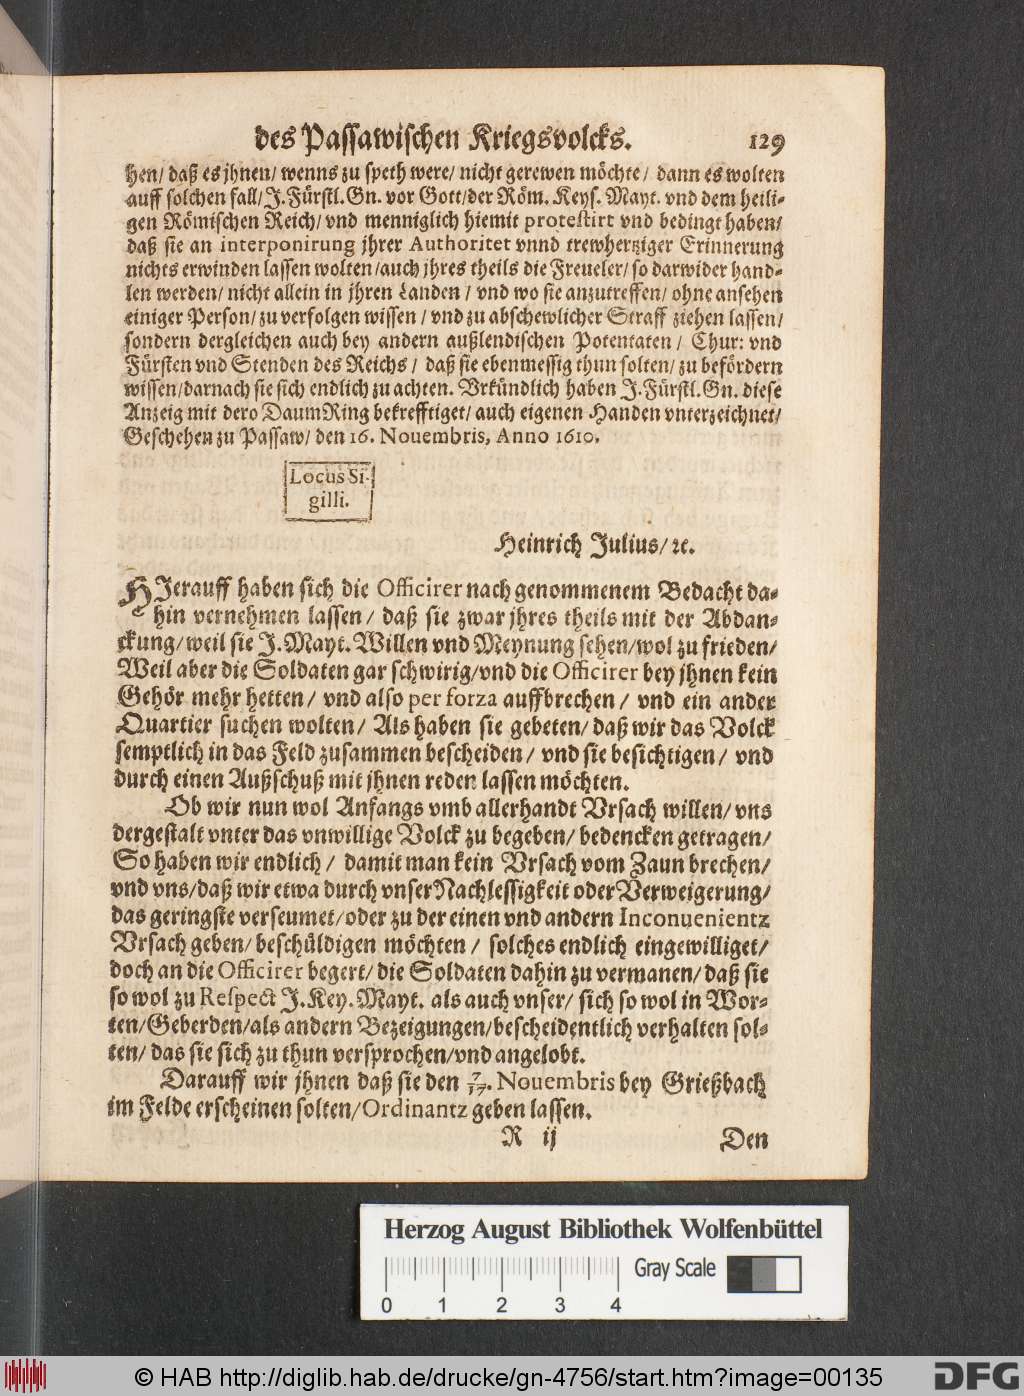 des Passawischen Kriegsvolcks. 129
hen/ daß es jhnen/ wenns zu speth were/ nicht gerewen möchte/ dann es wolten
auff solchen fall/ J. Fürstl. Gn. vor Gott/ der Röm. Keys. Mayt. vnd dem heili-
gen Römischen Reich/ vnd menniglich hiemit protestirt vnd bedingt haben/
daß sie an interponirung jhrer Authoritet vnnd trewhertziger Erinnerung
nichts erwinden lassen wolten/ auch jhres theils die Freueler/ so darwider hand-
len werden/ nicht allein in jhren Landen / vnd wo sie anzutreffen/ ohne ansehen
einiger Person/ zu verfolgen wissen / vnd zu abschewlicher Straff ziehen lassen/
sondern dergleichen auch bey andern außlendischen Potentaten / Chur: vnd
Fürsten vnd Stenden des Reichs / daß sie ebenmessig thun solten/ zu befördern
wissen/ darnach sie sich endlich zu achten. Vrkündlich haben J. Fürstl. Gn. diese
Anzeig mit dero DaumRing bekrefftiget/ auch eigenen Handen vnterzeichnet/
Geschehen zu Passaw/ den 16. Nouembris, Anno 1610.
Locus Si-
gilli.
Heinrich Julius/ ꝛc.
HJerauff haben sich die Officirer nach genommenem Bedacht da-
hin vernehmen lassen / daß sie zwar jhres theils mit der Abdan-
ckung/ weil sie J. Mayt. Willen vnd Meynung sehen/ wol zu frieden/
Weil aber die Soldaten gar schwirig/ vnd die Officirer bey jhnen kein
Gehör mehr hetten / vnd also per forza auffbrechen / vnd ein ander
Quartier suchen wolten/ Als haben sie gebeten/ daß wir das Volck
semptlich in das Feld zusammen bescheiden / vnd sie besichtigen / vnd
durch einen Außschuß mit jhnen reden lassen möchten.
Ob wir nun wol Anfangs vmb allerhandt Vrsach willen/ vns
dergestalt vnter das vnwillige Volck zu begeben/ bedencken getragen/
So haben wir endlich / damit man kein Vrsach vom Zaun brechen/
vnd vns/ daß wir etwa durch vnser Nachlessigkeit oder Verweigerung/
das geringste verseumet/ oder zu der einen vnd andern Inconuenientz
Vrsach geben/ beschüldigen möchten / solches endlich eingewilliget/
doch an die Officirer begert/ die Soldaten dahin zu vermanen/ daß sie
so wol zu Respect J. Key. Mayt. als auch vnser/ sich so wol in Wor-
ten/ Geberden/ als andern Bezeigungen/ bescheidentlich verhalten sol-
ten/ das sie sich zu thun versprochen/ vnd angelobt.
Darauff wir jhnen daß sie den 7/17. Nouembris bey Grießbach
im Felde erscheinen solten/ Ordinantz geben lassen.
R ij Den
Herzog August Bibliothek Wolfenbüttel
Gray Scale
0 1 2 3 4
© HAB http://diglib.hab.de/drucke/gn-4756/start.htm?image=00135
DFG